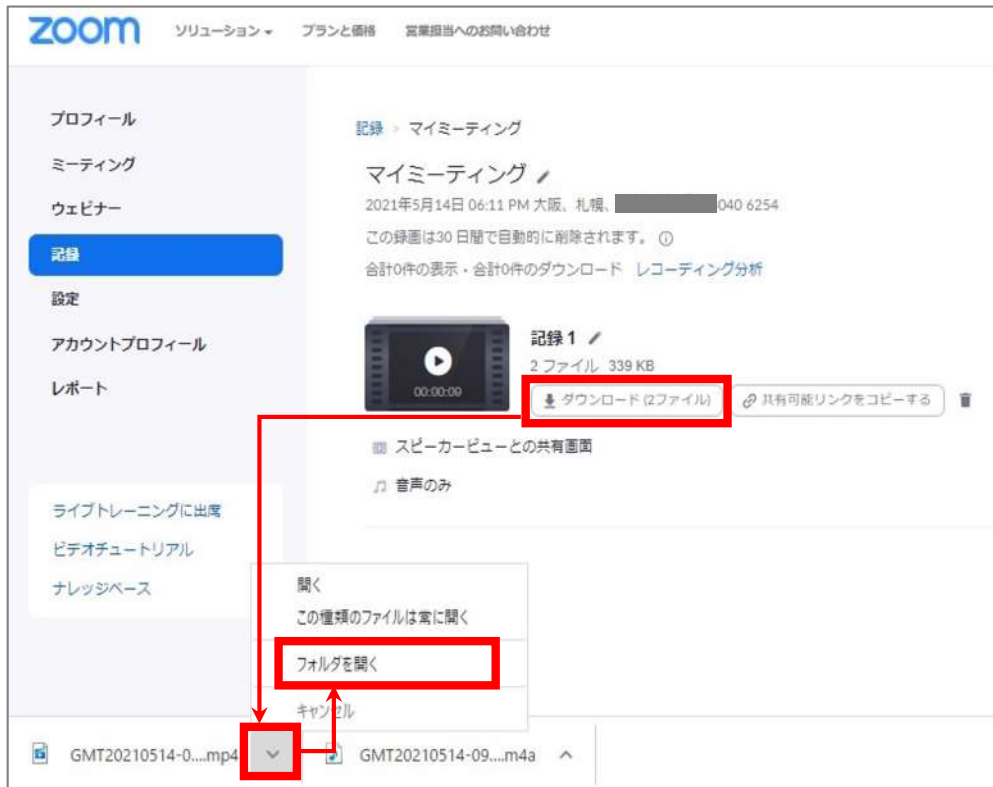 zoom ソリューション プランと価格 営業担当へのお問い合わせ
プロフィール
ミーティング
ウェビナー
記録
設定
アカウントプロフィール
レポート
ライブトレーニングに出席
ビデオチュートリアル
ナレッジベース
記録 > マイミーティング
マイミーティング
2021年5月14日 06:11 PM 大阪、札幌、 040 6254
この録画は30 日間で自動的に削除されます。
合計0件の表示・合計0件のダウンロード レコーディング分析
00:00:09
記録 1
2 ファイル 339 KB
ダウンロード (2ファイル) 共有可能リンクをコピーする
スピーカービューとの共有画面
音声のみ
開く
この種類のファイルは常に開く
フォルダを開く
キャンセル
GMT20210514-0....mp4 GMT20210514-09....m4a